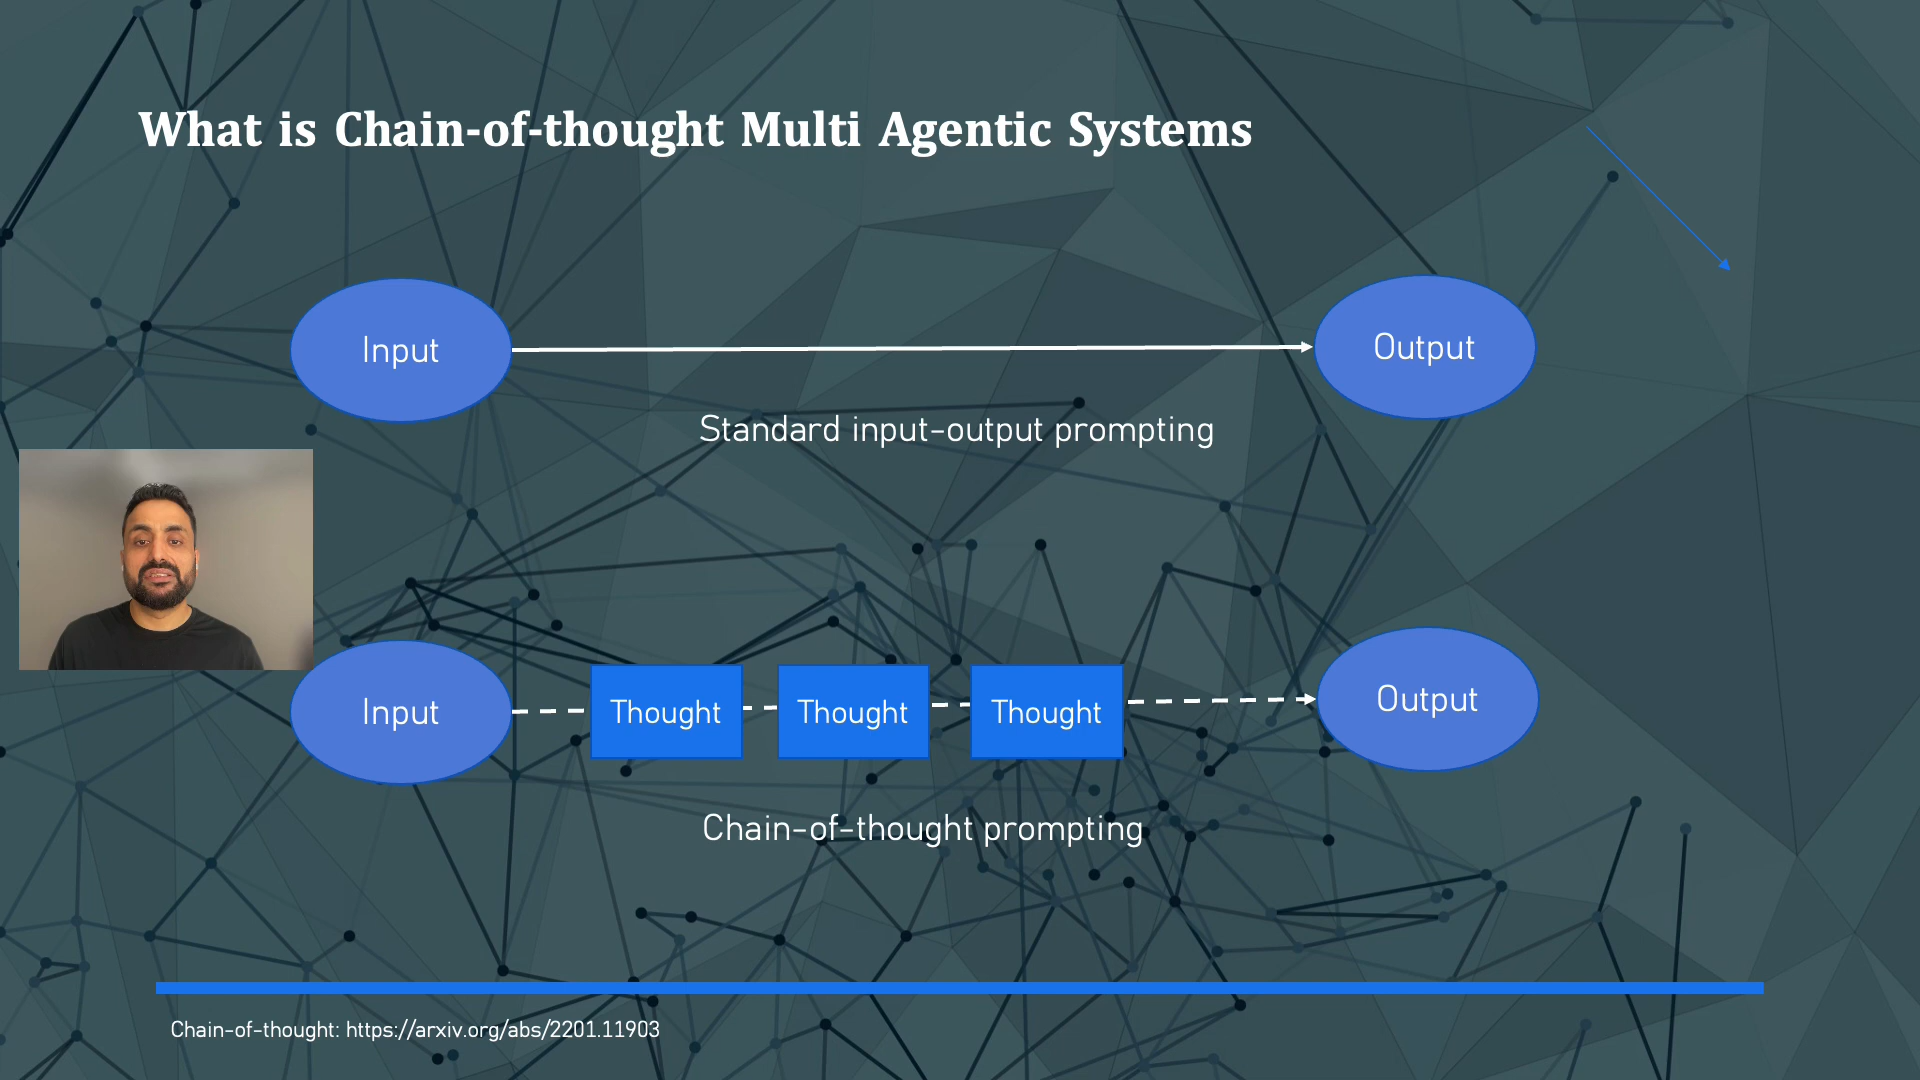 What is Chain-of-thought Multi Agentic Systems
Input
Output
Standard input-output prompting
Input
Thought
Thought
Thought
Output
Chain-of-thought prompting
Chain-of-thought: https://arxiv.org/abs/2201.11903